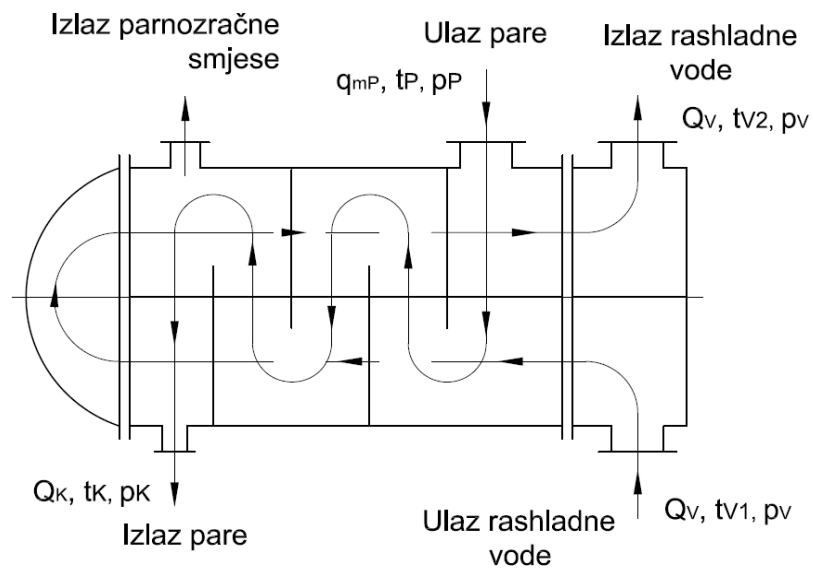 Izlaz parnozračne
smjese
Ulaz pare
Izlaz rashladne
vode
qmP, tP, pP
QV, tV2, pV
QK, tK, pK
Izlaz pare
Ulaz rashladne
vode
QV, tV1, pV